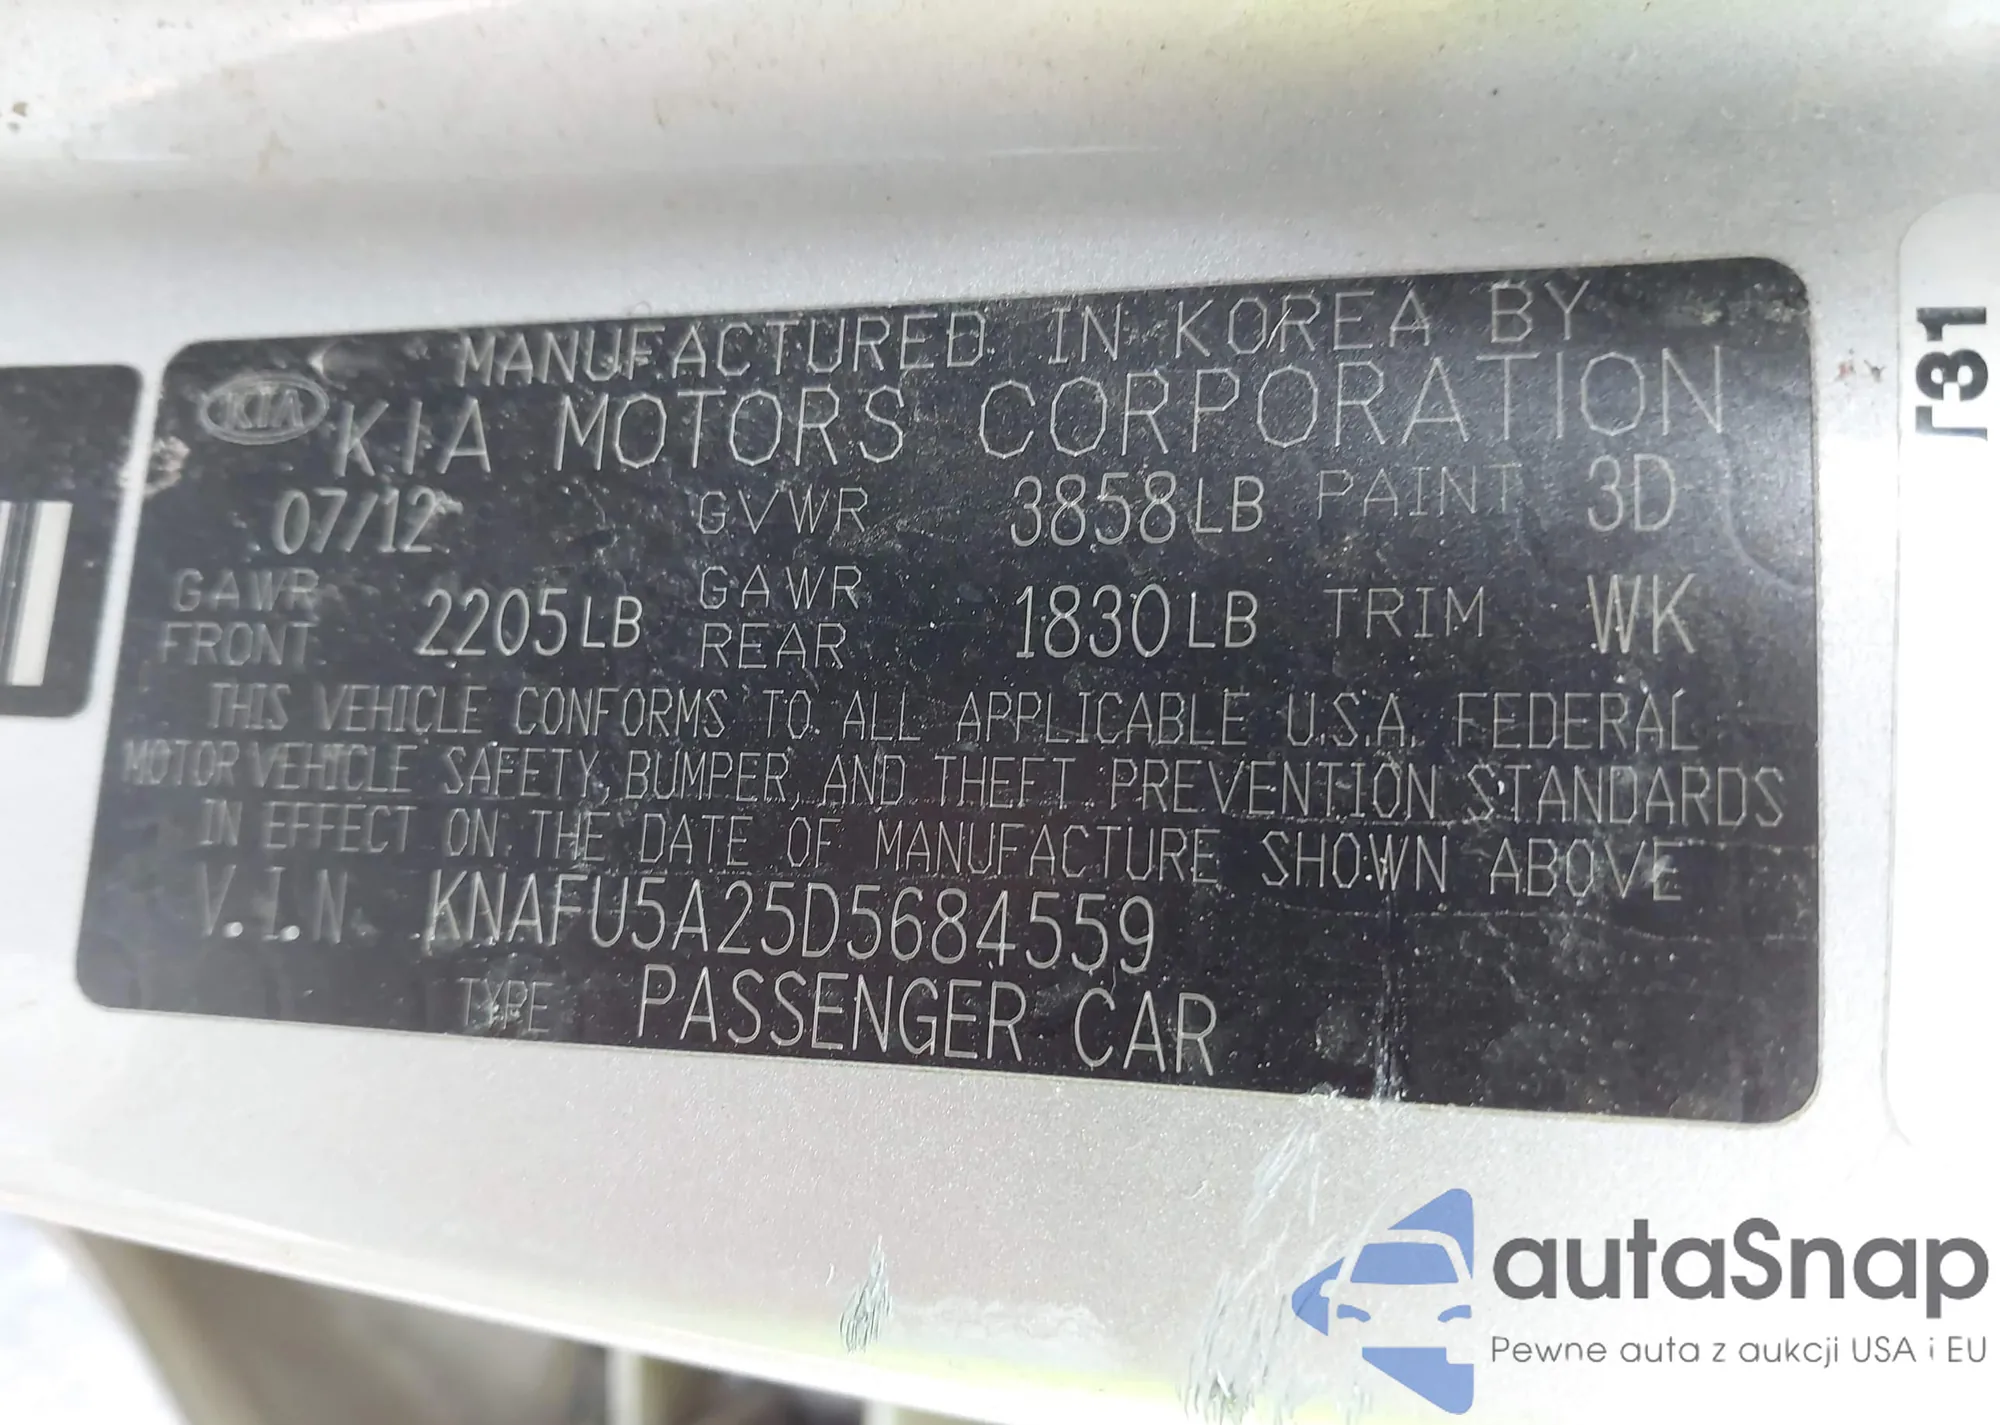 MANUFACTURED IN KOREA BY
KIA KIA MOTORS CORPORATION
07/12 GVWR 3858LB PAINT 3D
GAWR FRONT 2205LB GAWR REAR 1830LB TRIM WK
THIS VEHICLE CONFORMS TO ALL APPLICABLE U.S.A. FEDERAL
MOTOR VEHICLE SAFETY, BUMPER, AND THEFT PREVENTION STANDARDS
IN EFFECT ON THE DATE OF MANUFACTURE SHOWN ABOVE
V.I.N. KNAFU5A25D5684559
TYPE PASSENGER CAR
autaSnap
Pewne auta z aukcji USA i EU